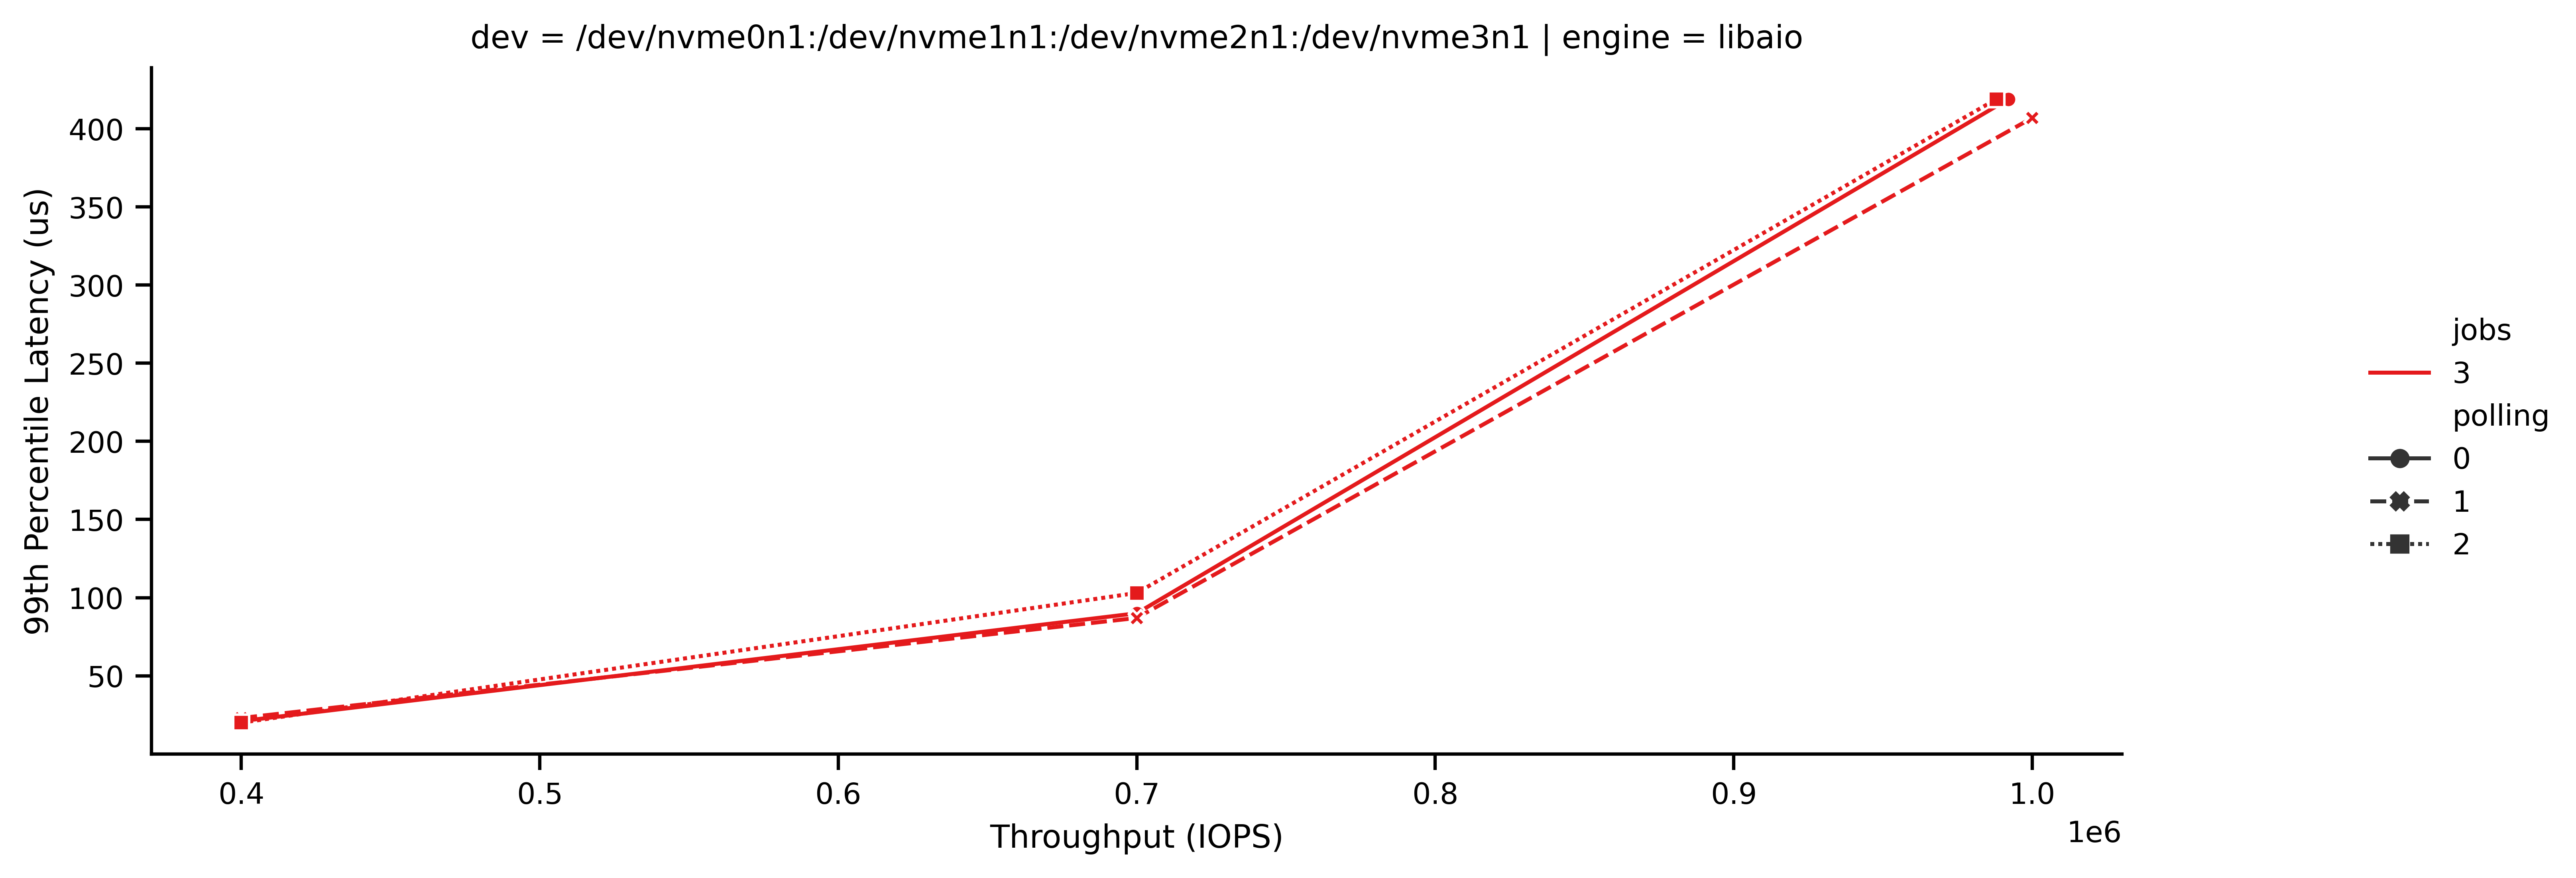 dev = /dev/nvme0n1:/dev/nvme1n1:/dev/nvme2n1:/dev/nvme3n1 | engine = libaio
99th Percentile Latency (us)
400
350
300
250
200
150
100
50
0.4 0.5 0.6 0.7 0.8 0.9 1.0
1e6
Throughput (IOPS)
jobs
3
polling
0
1
2